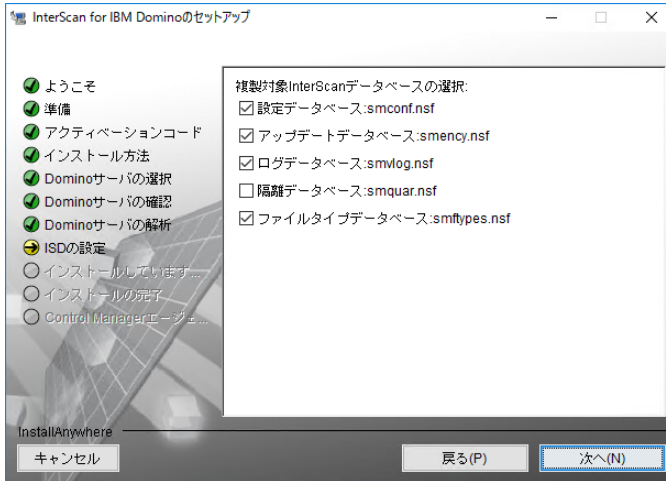 InterScan for IBM Dominoのセットアップ
ようこそ
準備
アクティベーションコード
インストール方法
Dominoサーバの選択
Dominoサーバの確認
Dominoサーバの解析
ISDの設定
インストールしています...
インストールの完了
Control Managerエージェ...
複製対象InterScanデータベースの選択:
設定データベース:smconf.nsf
アップデートデータベース:smency.nsf
ログデータベース:smvlog.nsf
隔離データベース:smquar.nsf
ファイルタイプデータベース:smftypes.nsf
InstallAnywhere
キャンセル
戻る(P)
次へ(N)